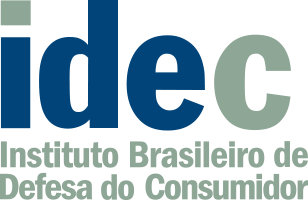 idec
Instituto Brasileiro de
Defesa do Consumidor